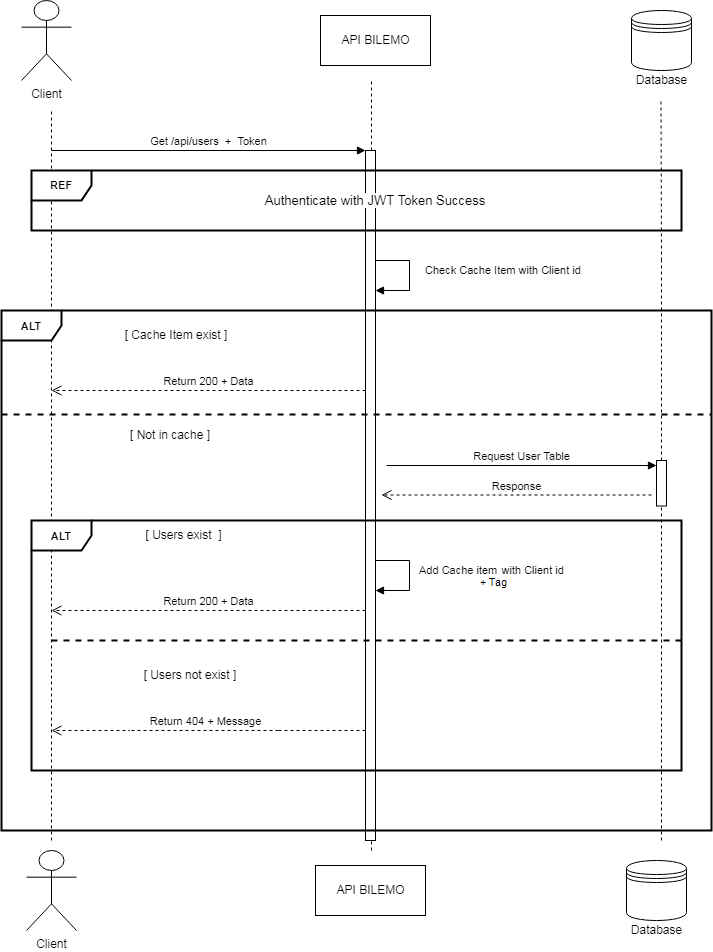 API BILEMO
Database
Client
Get /api/users + Token
REF
Authenticate with JWT Token Success
Check Cache Item with Client id
ALT
[ Cache Item exist ]
Return 200 + Data
[ Not in cache ]
Request User Table
Response
ALT
[ Users exist ]
Add Cache item with Client id
+ Tag
Return 200 + Data
[ Users not exist ]
Return 404 + Message
API BILEMO
Database
Client